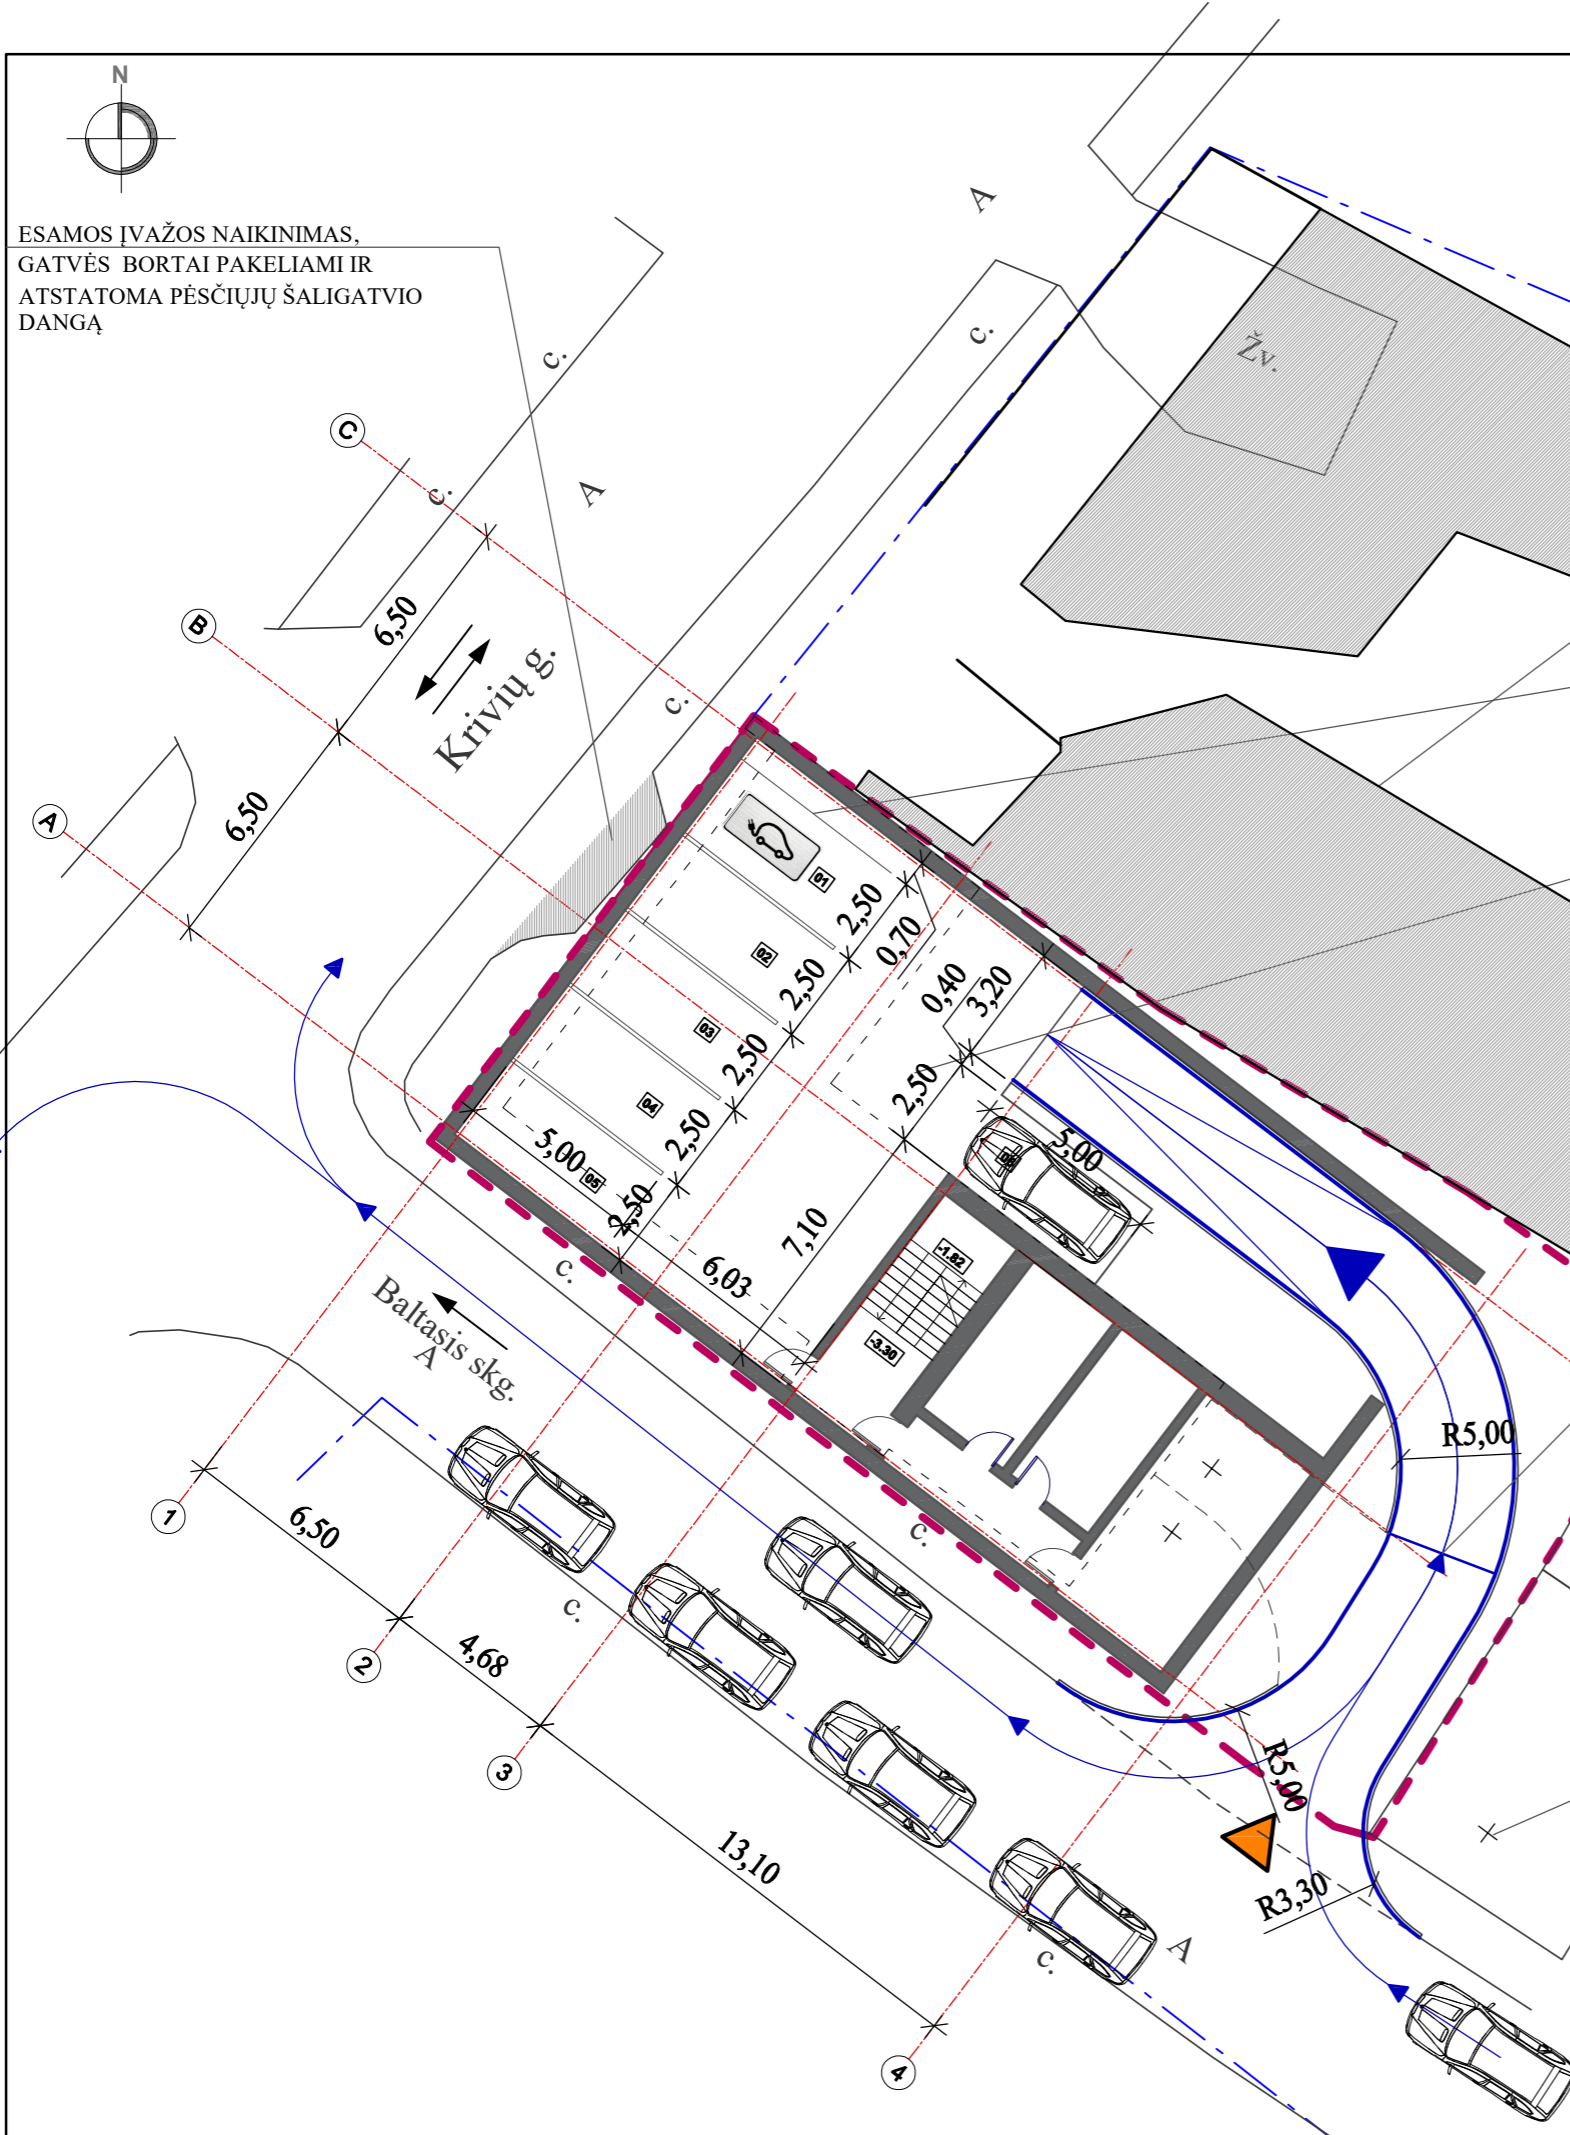 N
ESAMOS ĮVAŽOS NAIKINIMAS,
GATVĖS BORTAI PAKELIAMI IR
ATSTATOMA PĖSČIŲJŲ ŠALIGATVIO
DANGĄ
A
c.
Žv.
c.
C
c.
A
B
6,50
Krivių g.
c.
A
6,50
01
2,50
0,70
02
2,50
0,40
3,20
03
2,50
2,50
04
2,50
5,00
05
2,50
5,00
7,10
6,03
-1.82
-3.30
c.
Baltasis skg.
A
R5,00
1
6,50
c.
c.
2
4,68
3
R5,00
13,10
R3,30
A
c.
4